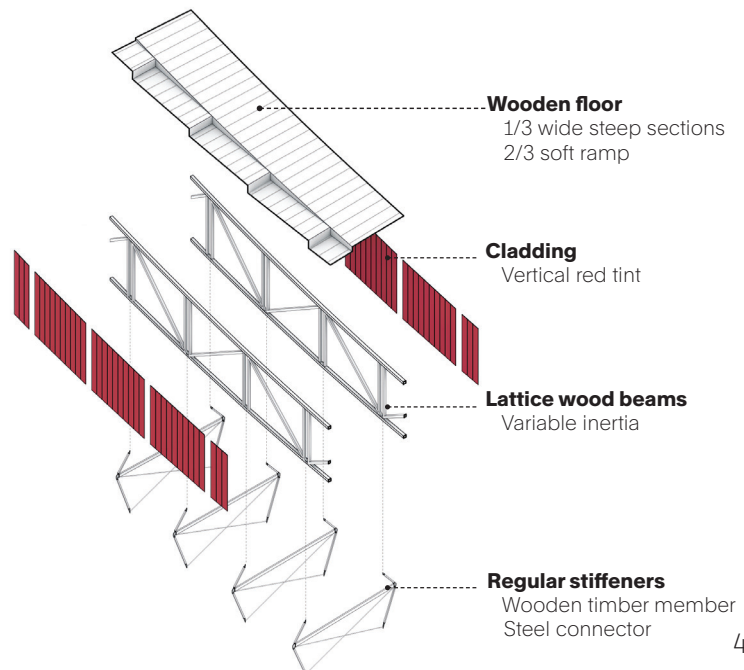 Wooden floor
1/3 wide steep sections
2/3 soft ramp
Cladding
Vertical red tint
Lattice wood beams
Variable inertia
Regular stiffeners
Wooden timber member
Steel connector
4